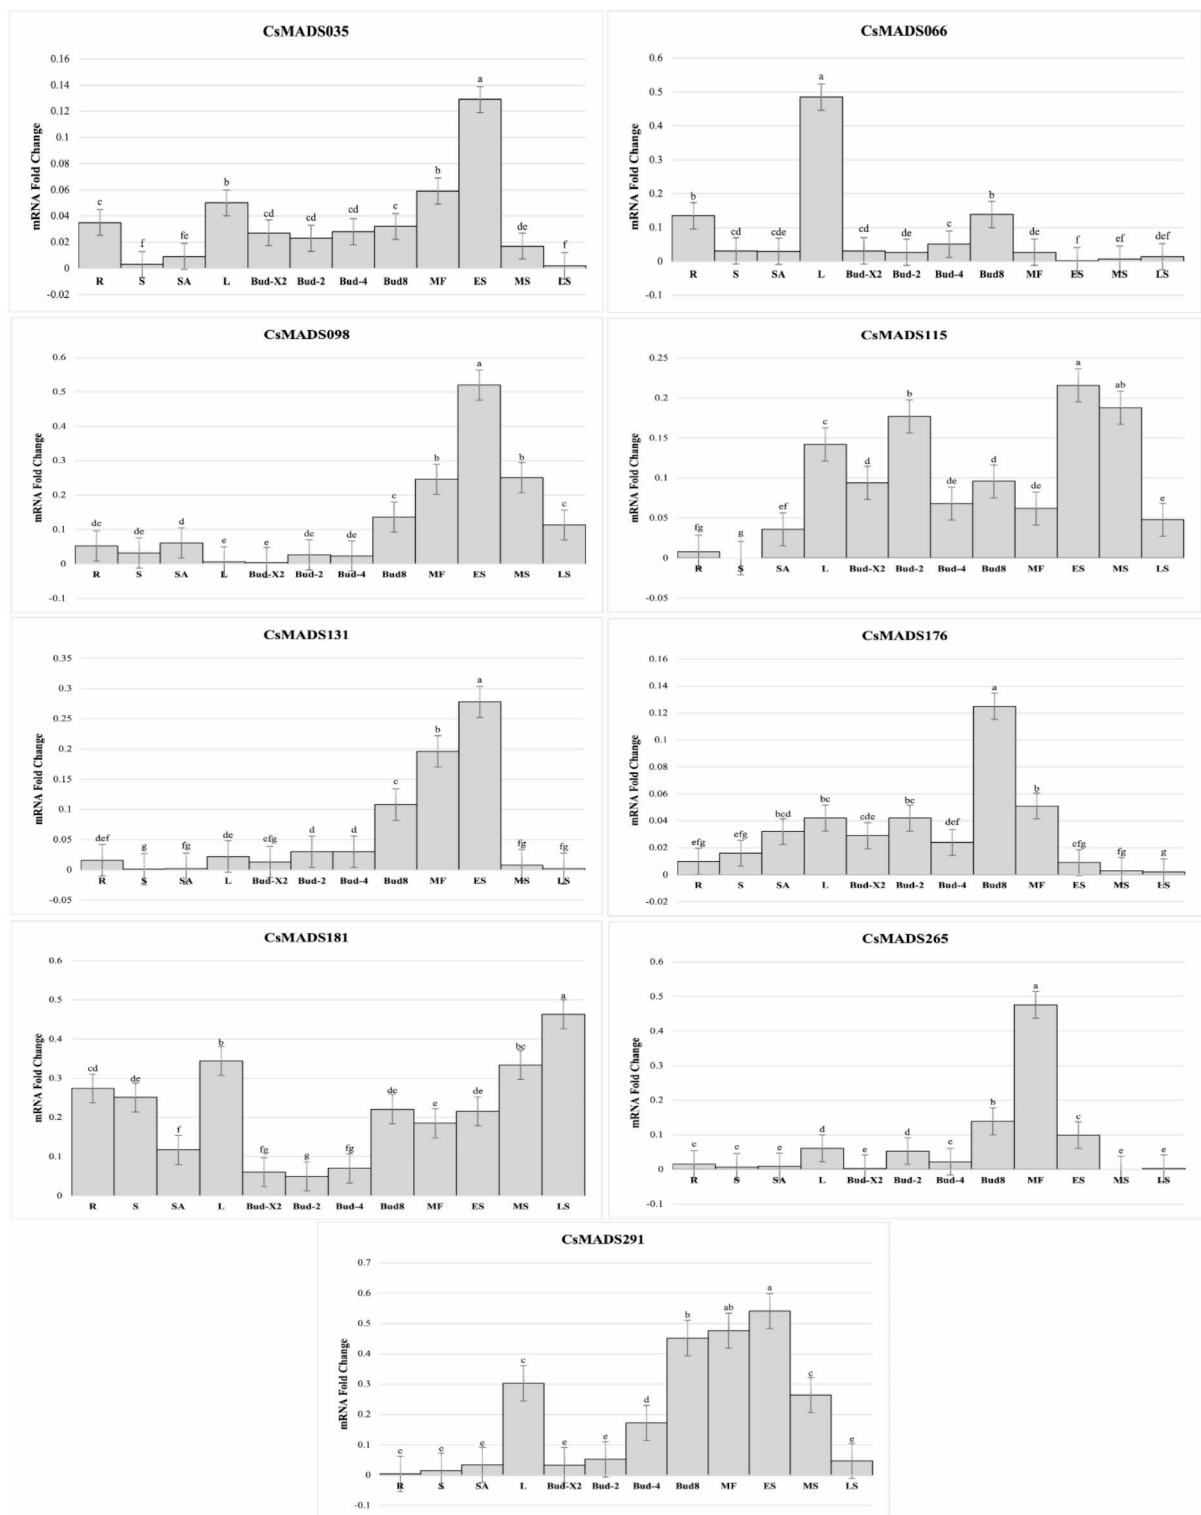 CsMADS035
mRNA Fold Change
0.16
0.14
0.12
0.1
0.08
0.06
0.04
0.02
0
-0.02
c f fe b cd cd cd c b a de f
R S SA L Bud-X2 Bud-2 Bud-4 Bud8 MF ES MS LS
CsMADS066
mRNA Fold Change
0.6
0.5
0.4
0.3
0.2
0.1
0
-0.1
b cd cde a cd de c b de f ef def
R S SA L Bud-X2 Bud-2 Bud-4 Bud8 MF ES MS LS
CsMADS098
mRNA Fold Change
0.6
0.5
0.4
0.3
0.2
0.1
0
-0.1
de de d e e de de c b a b c
R S SA L Bud-X2 Bud-2 Bud-4 Bud8 MF ES MS LS
CsMADS115
mRNA Fold Change
0.25
0.2
0.15
0.1
0.05
0
-0.05
fg g ef c d b de d de a ab e
R S SA L Bud-X2 Bud-2 Bud-4 Bud8 MF ES MS LS
CsMADS131
mRNA Fold Change
0.35
0.3
0.25
0.2
0.15
0.1
0.05
0
-0.05
def g fg de efg d d c b a fg fg
R S SA L Bud-X2 Bud-2 Bud-4 Bud8 MF ES MS LS
CsMADS176
mRNA Fold Change
0.16
0.14
0.12
0.1
0.08
0.06
0.04
0.02
0
-0.02
efg efg bcd bc cde bc def a b efg fg g
R S SA L Bud-X2 Bud-2 Bud-4 Bud8 MF ES MS LS
CsMADS181
mRNA Fold Change
0.6
0.5
0.4
0.3
0.2
0.1
0
cd de f b fg g fg de e de bc a
R S SA L Bud-X2 Bud-2 Bud-4 Bud8 MF ES MS LS
CsMADS265
mRNA Fold Change
0.6
0.5
0.4
0.3
0.2
0.1
0
-0.1
e e e d e d e b a c e e
R S SA L Bud-X2 Bud-2 Bud-4 Bud8 MF ES MS LS
CsMADS291
mRNA Fold Change
0.7
0.6
0.5
0.4
0.3
0.2
0.1
0
-0.1
e e e c e e d b ab a c e
R S SA L Bud-X2 Bud-2 Bud-4 Bud8 MF ES MS LS